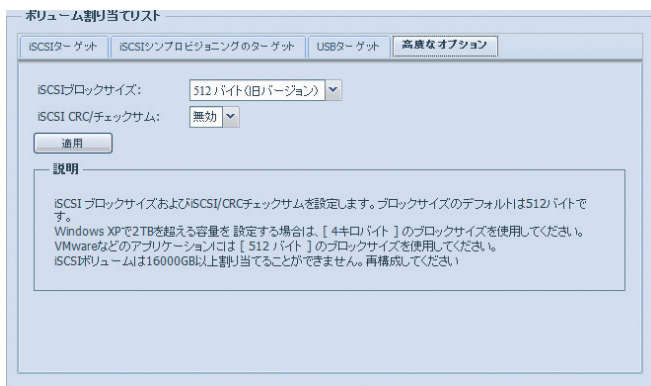 ボリューム割り当てリスト
iSCSIターゲット iSCSIシンプロビジョニングのターゲット USBターゲット 高度なオプション
iSCSIブロックサイズ: 512 バイト(旧バージョン)
iSCSI CRC/チェックサム: 無効
適用
説明
iSCSI ブロックサイズおよびiSCSI/CRCチェックサムを設定します。ブロックサイズのデフォルトは512バイトで
す。
Windows XPで2TBを超える容量を 設定する場合は、[ 4キロバイト ] のブロックサイズを使用してください。
VMwareなどのアプリケーションには [ 512 バイト ] のブロックサイズを使用してください。
iSCSIボリュームは16000GB以上割り当てることができません。再構成してください